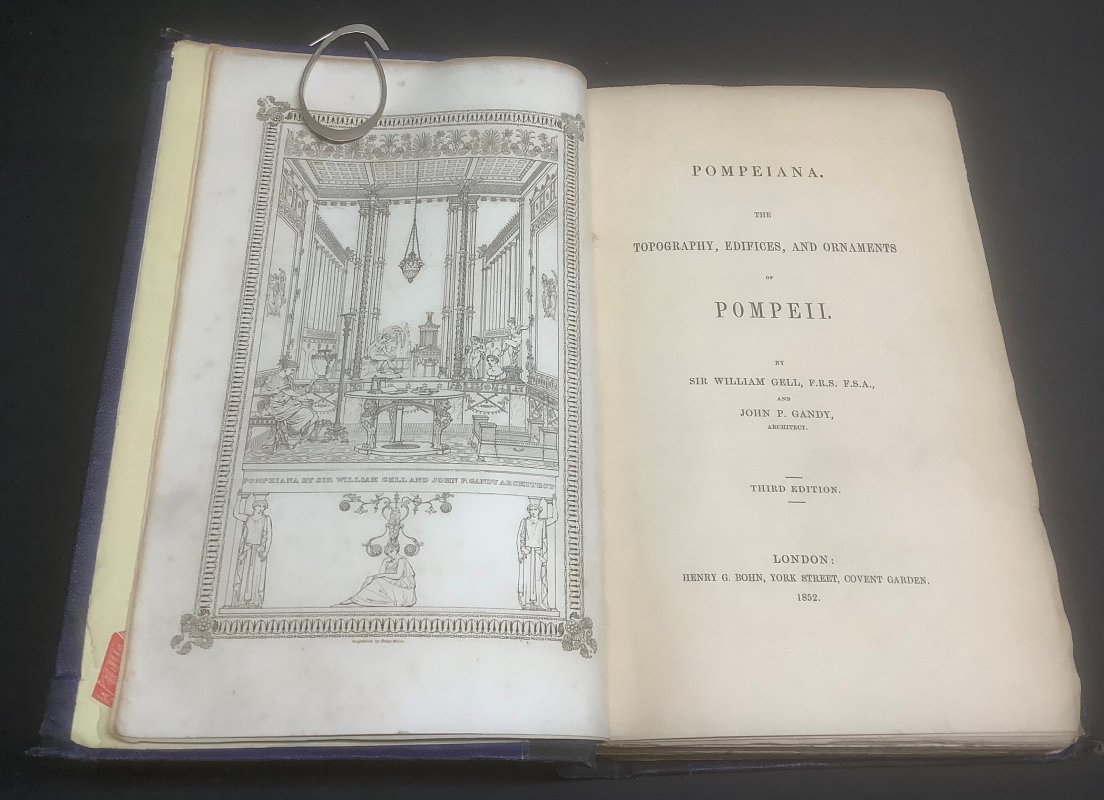 POMPEIANA BY SIR WILLIAM GELL AND JOHN P. GANDY ARCHITECT
POMPEIANA.
THE
TOPOGRAPHY, EDIFICES, AND ORNAMENTS
OF
POMPEII.
BY
SIR WILLIAM GELL, F.R.S. F.S.A.,
AND
JOHN P. GANDY,
ARCHITECT.
THIRD EDITION.
LONDON:
HENRY G. BOHN, YORK STREET, COVENT GARDEN.
1852.